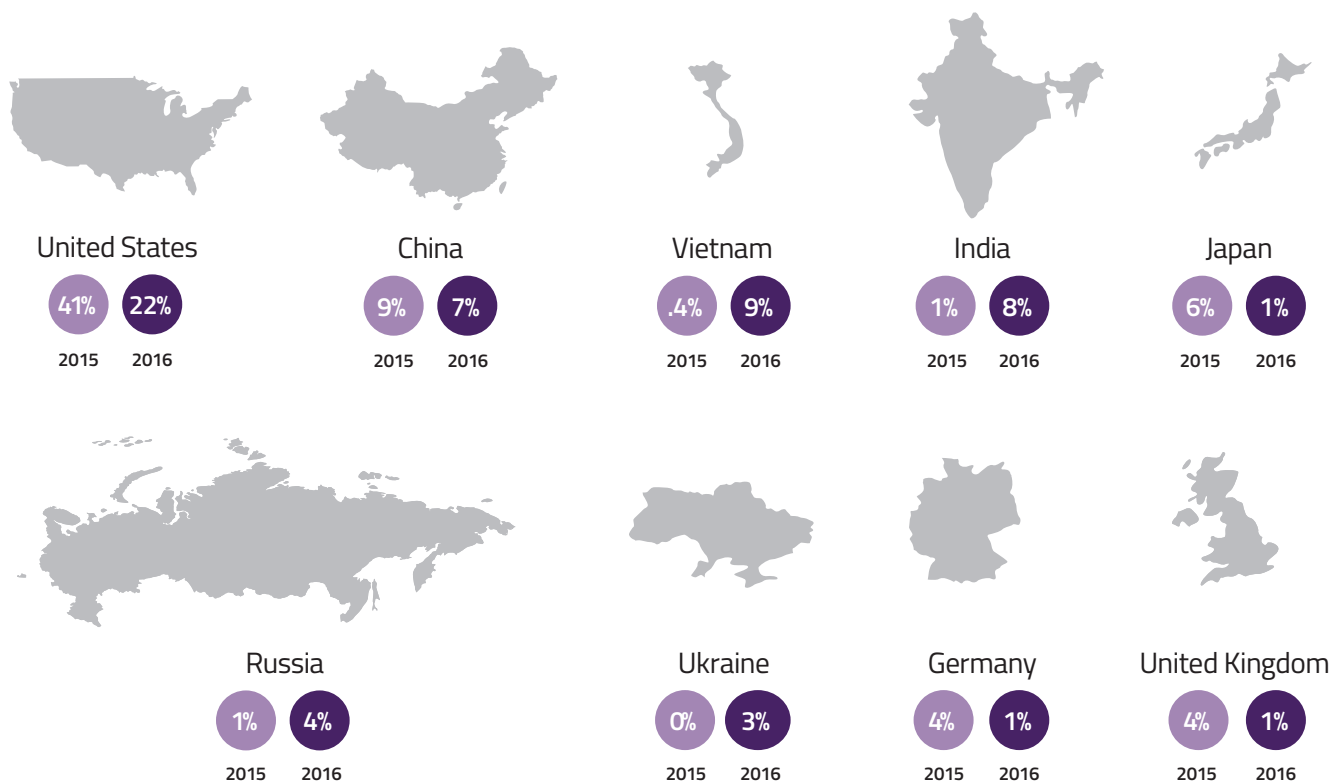 United States
41% 22%
2015 2016
China
9% 7%
2015 2016
Vietnam
.4% 9%
2015 2016
India
1% 8%
2015 2016
Japan
6% 1%
2015 2016
Russia
1% 4%
2015 2016
Ukraine
0% 3%
2015 2016
Germany
4% 1%
2015 2016
United Kingdom
4% 1%
2015 2016